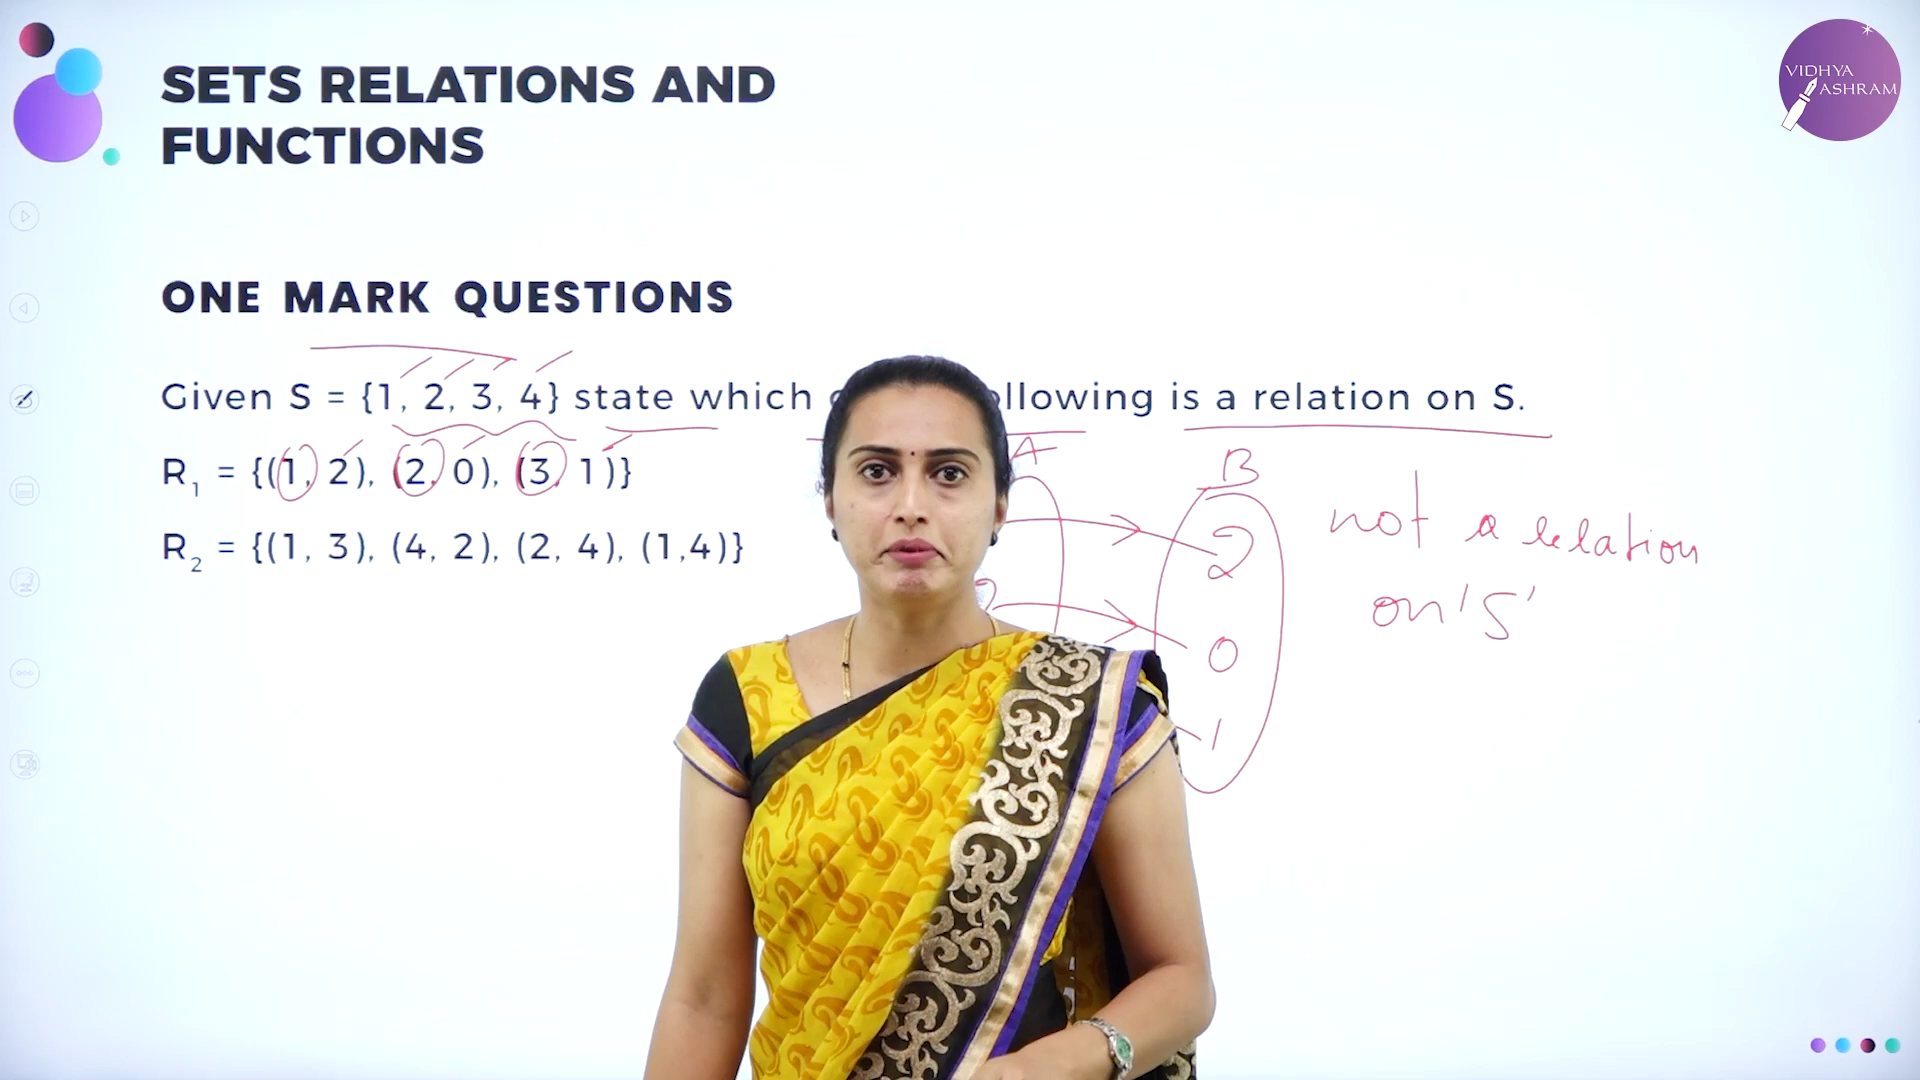 VIDHYA
ASHRAM
SETS RELATIONS AND
FUNCTIONS
ONE MARK QUESTIONS
Given S = {1, 2, 3, 4} state which llowing is a relation on S.
R₁ = {(1, 2), (2, 0), (3, 1)}
R₂ = {(1, 3), (4, 2), (2, 4), (1,4)}
A B
2
0
1
not a relation
on 'S'